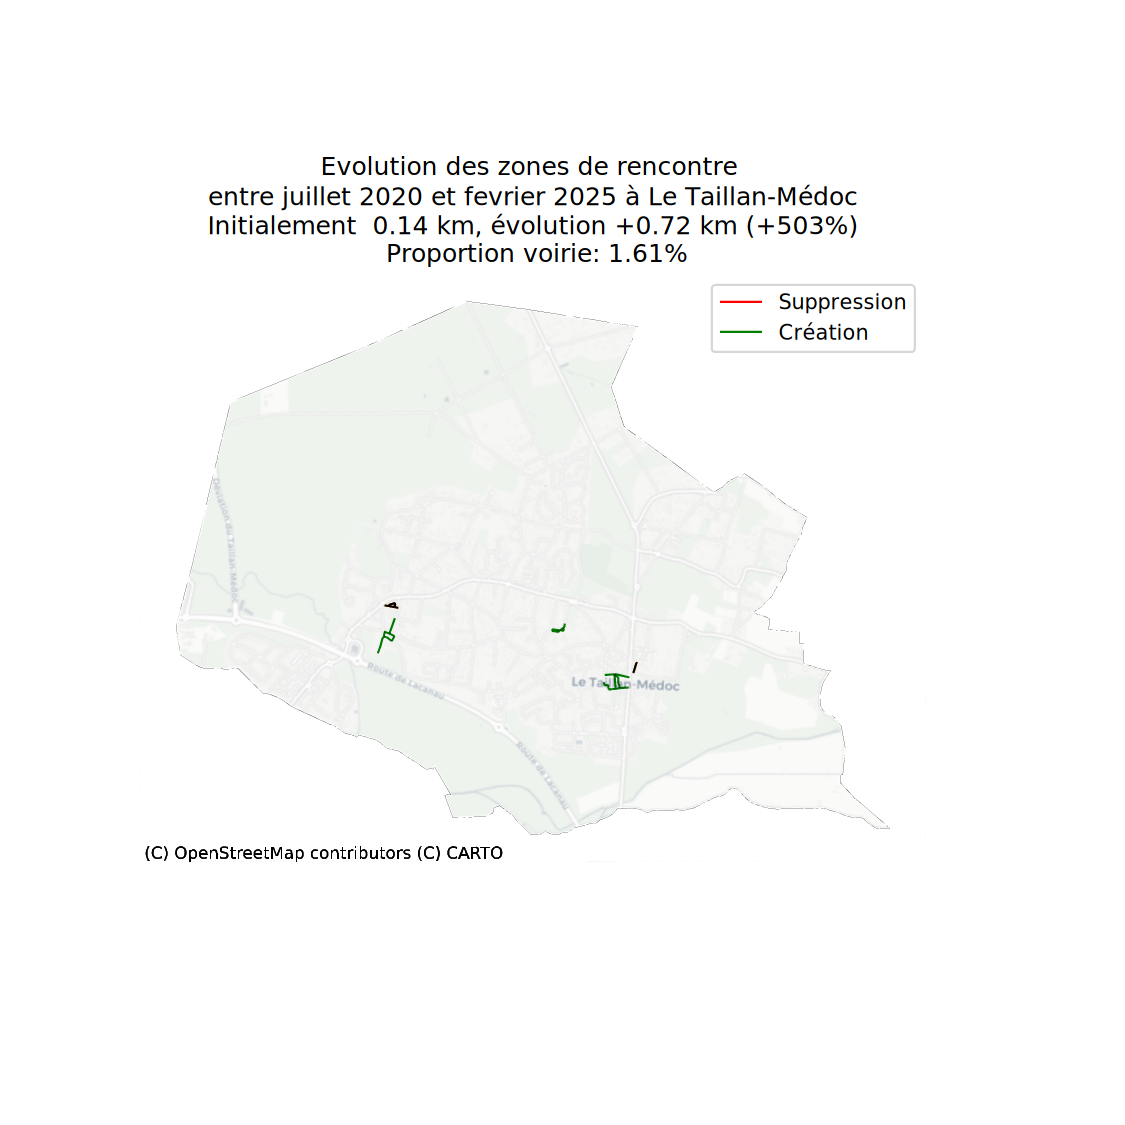 Evolution des zones de rencontre
entre juillet 2020 et fevrier 2025 à Le Taillan-Médoc
Initialement  0.14 km, évolution +0.72 km (+503%)
Proportion voirie: 1.61%
Suppression
Création
Déviation du Taillan-Médoc
Route de Lacanau
Le Taillan-Médoc
Route de Lacanau
(C) OpenStreetMap contributors (C) CARTO